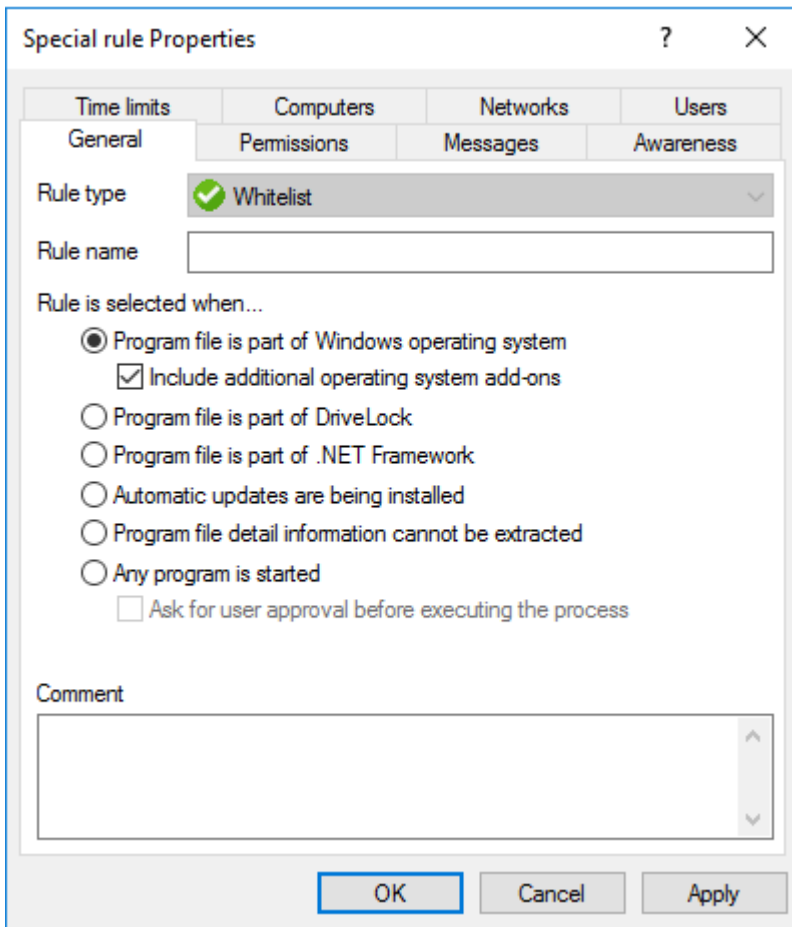 Special rule Properties
Time limits Computers Networks Users
General Permissions Messages Awareness
Rule type Whitelist
Rule name
Rule is selected when...
Program file is part of Windows operating system
Include additional operating system add-ons
Program file is part of DriveLock
Program file is part of .NET Framework
Automatic updates are being installed
Program file detail information cannot be extracted
Any program is started
Ask for user approval before executing the process
Comment
OK Cancel Apply